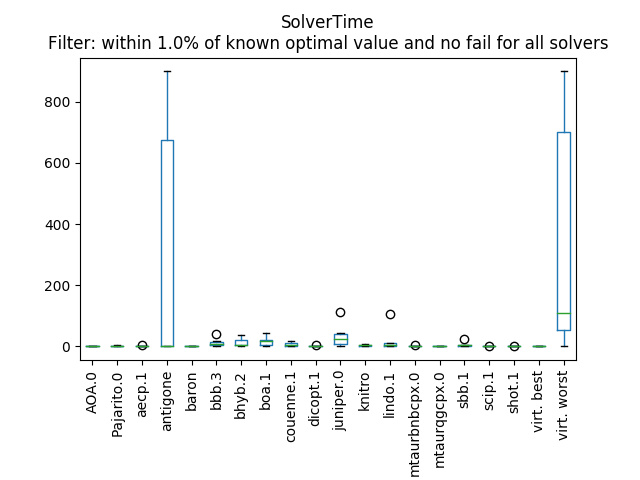 SolverTime
Filter: within 1.0% of known optimal value and no fail for all solvers
800
600
400
200
0
AOA.0
Pajarito.0
aecp.1
antigone
baron
bbb.3
bhyb.2
boa.1
couenne.1
dicopt.1
juniper.0
knitro
lindo.1
mtaurbnbcpx.0
mtaurqgcpx.0
sbb.1
scip.1
shot.1
virt. best
virt. worst